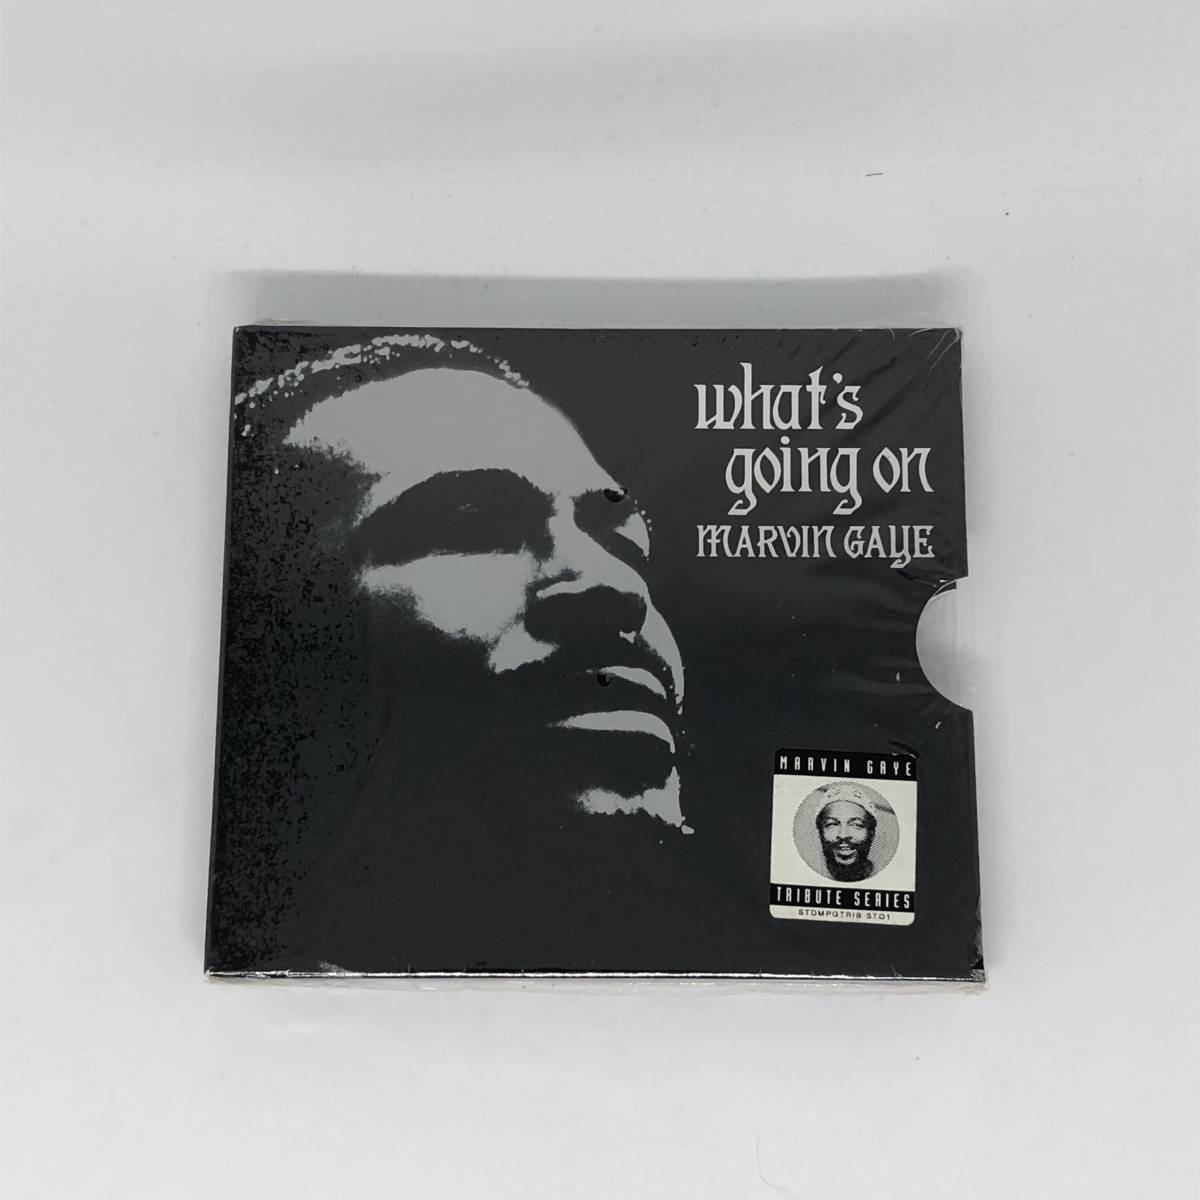 what's
going on
MARVIN GAYE
MARVIN GAYE
TRIBUTE SERIES
STDMPGTRIB STD1